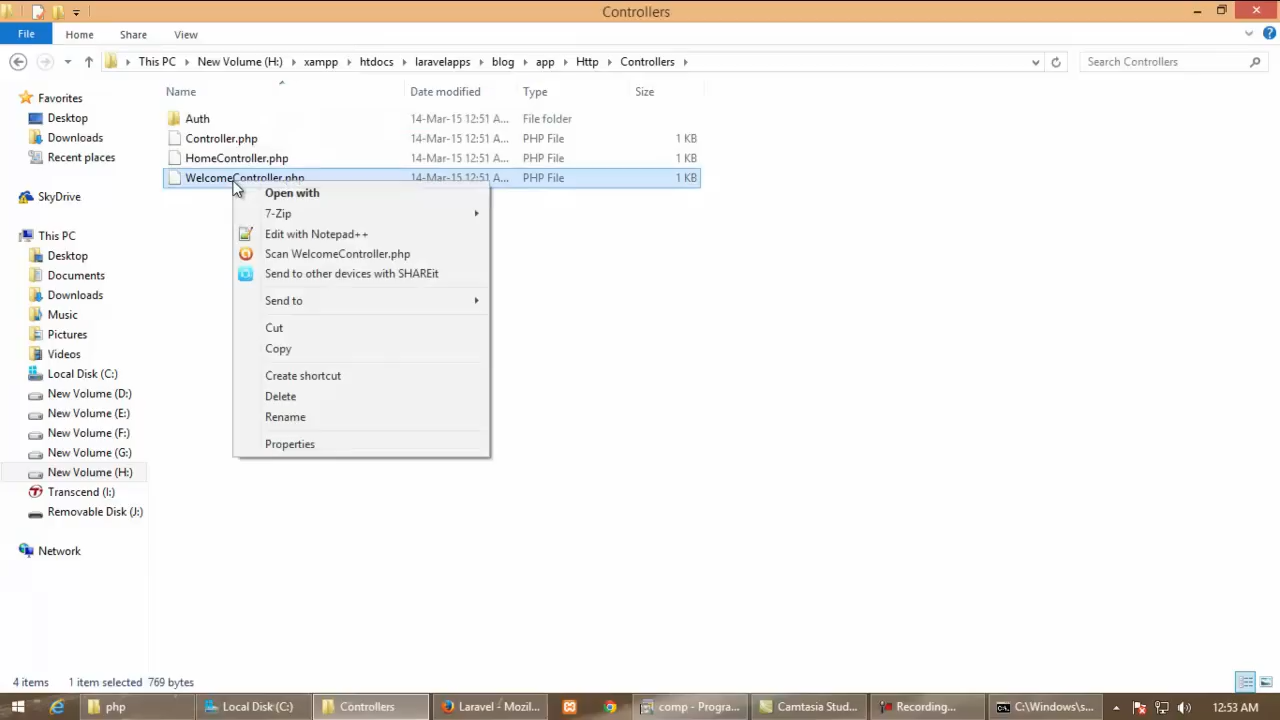 Controllers
File Home Share View
This PC New Volume (H:) xampp htdocs laravelapps blog app Http Controllers Search Controllers
Name Date modified Type Size
Favorites
Desktop
Downloads
Recent places
SkyDrive
This PC
Desktop
Documents
Downloads
Music
Pictures
Videos
Local Disk (C:)
New Volume (D:)
New Volume (E:)
New Volume (F:)
New Volume (G:)
New Volume (H:)
Transcend (I:)
Removable Disk (J:)
Network
Auth 14-Mar-15 12:51 A... File folder
Controller.php 14-Mar-15 12:51 A... PHP File 1 KB
HomeController.php 14-Mar-15 12:51 A... PHP File 1 KB
WelcomeController.php 14-Mar-15 12:51 A... PHP File 1 KB
Open with
7-Zip
Edit with Notepad++
Scan WelcomeController.php
Send to other devices with SHAREit
Send to
Cut
Copy
Create shortcut
Delete
Rename
Properties
4 items 1 item selected 769 bytes
php Local Disk (C:) Controllers Laravel - Mozil... comp - Progra... Camtasia Stud... Recording... C:\Windows\s... 12:53 AM